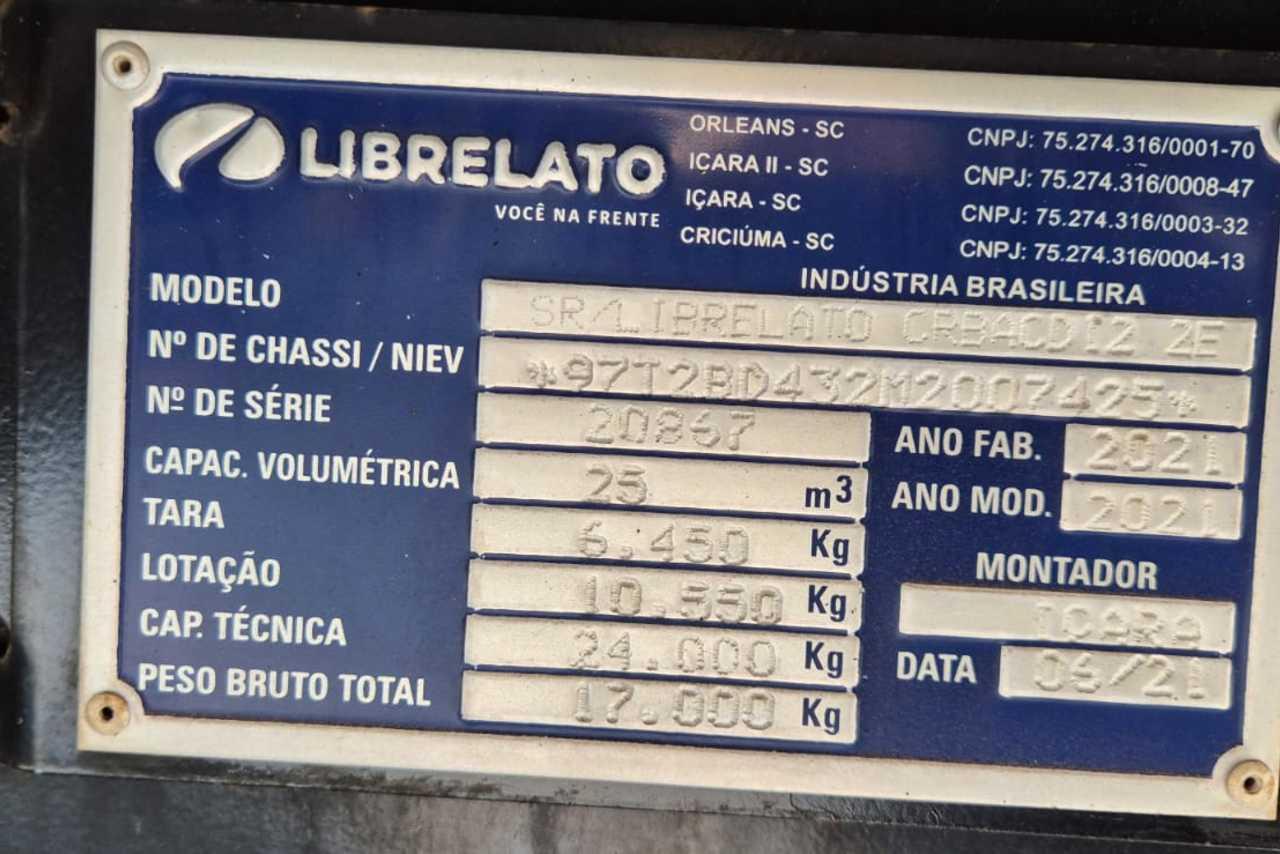 LIBRELATO
VOCÊ NA FRENTE
ORLEANS - SC CNPJ: 75.274.316/0001-70
IÇARA II - SC CNPJ: 75.274.316/0008-47
IÇARA - SC CNPJ: 75.274.316/0003-32
CRICIÚMA - SC CNPJ: 75.274.316/0004-13
INDÚSTRIA BRASILEIRA
MODELO SR/LIBRELATO CRBACD12 2E
Nº DE CHASSI / NIEV *97T2BD432M2007425*
Nº DE SÉRIE 20867
ANO FAB. 2021
CAPAC. VOLUMÉTRICA 25 m3
ANO MOD. 2021
TARA 6.450 Kg
MONTADOR
LOTAÇÃO 10.550 Kg
ICARA
CAP. TÉCNICA 24.000 Kg
DATA 06/21
PESO BRUTO TOTAL 17.000 Kg